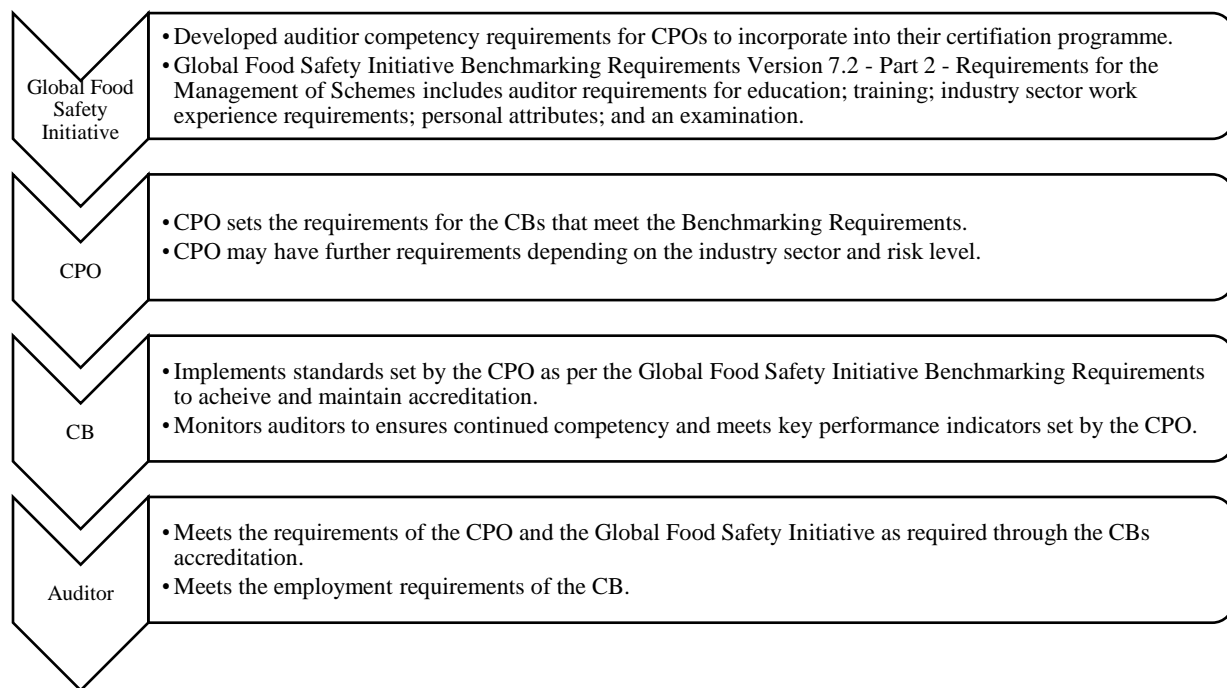 Global Food
Safety
Initiative
• Developed auditior competency requirements for CPOs to incorporate into their certifiation programme.
• Global Food Safety Initiative Benchmarking Requirements Version 7.2 - Part 2 - Requirements for the
Management of Schemes includes auditor requirements for education; training; industry sector work
experience requirements; personal attributes; and an examination.
CPO
• CPO sets the requirements for the CBs that meet the Benchmarking Requirements.
• CPO may have further requirements depending on the industry sector and risk level.
CB
• Implements standards set by the CPO as per the Global Food Safety Initiative Benchmarking Requirements
to acheive and maintain accreditation.
• Monitors auditors to ensures continued competency and meets key performance indicators set by the CPO.
Auditor
• Meets the requirements of the CPO and the Global Food Safety Initiative as required through the CBs
accreditation.
• Meets the employment requirements of the CB.